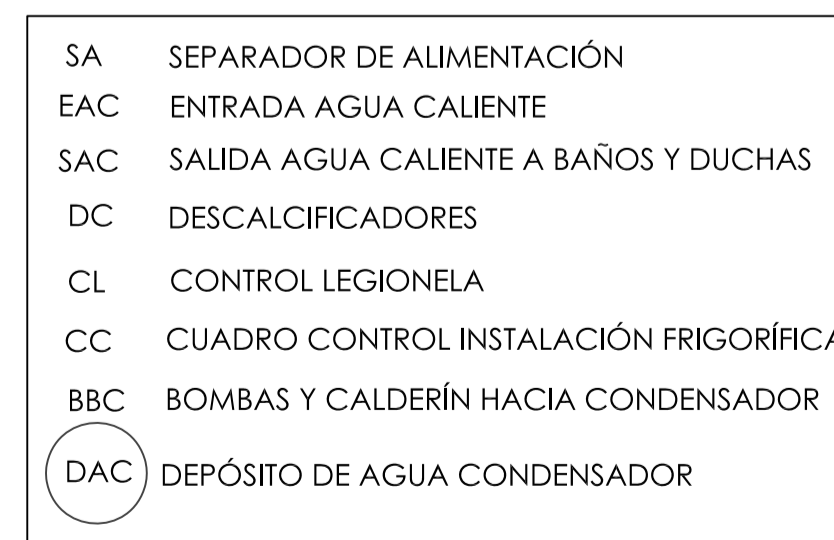 SA SEPARADOR DE ALIMENTACIÓN
EAC ENTRADA AGUA CALIENTE
SAC SALIDA AGUA CALIENTE A BAÑOS Y DUCHAS
DC DESCALCIFICADORES
CL CONTROL LEGIONELA
CC CUADRO CONTROL INSTALACIÓN FRIGORÍFICA
BBC BOMBAS Y CALDERÍN HACIA CONDENSADOR
DAC DEPÓSITO DE AGUA CONDENSADOR